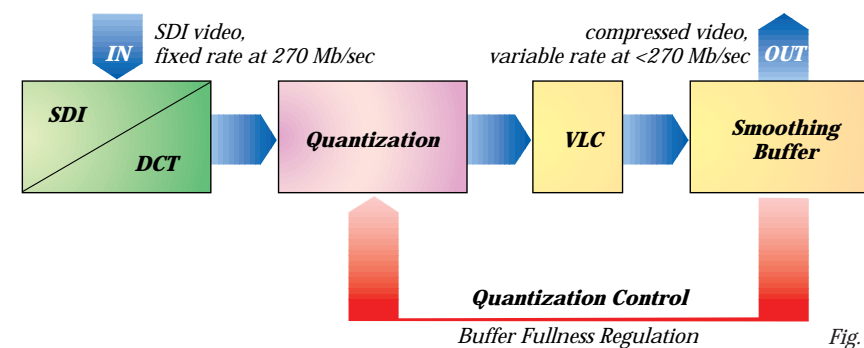 IN
SDI video,
fixed rate at 270 Mb/sec
compressed video,
variable rate at <270 Mb/sec
OUT
SDI
DCT
Quantization
VLC
Smoothing
Buffer
Quantization Control
Buffer Fullness Regulation
Fig.